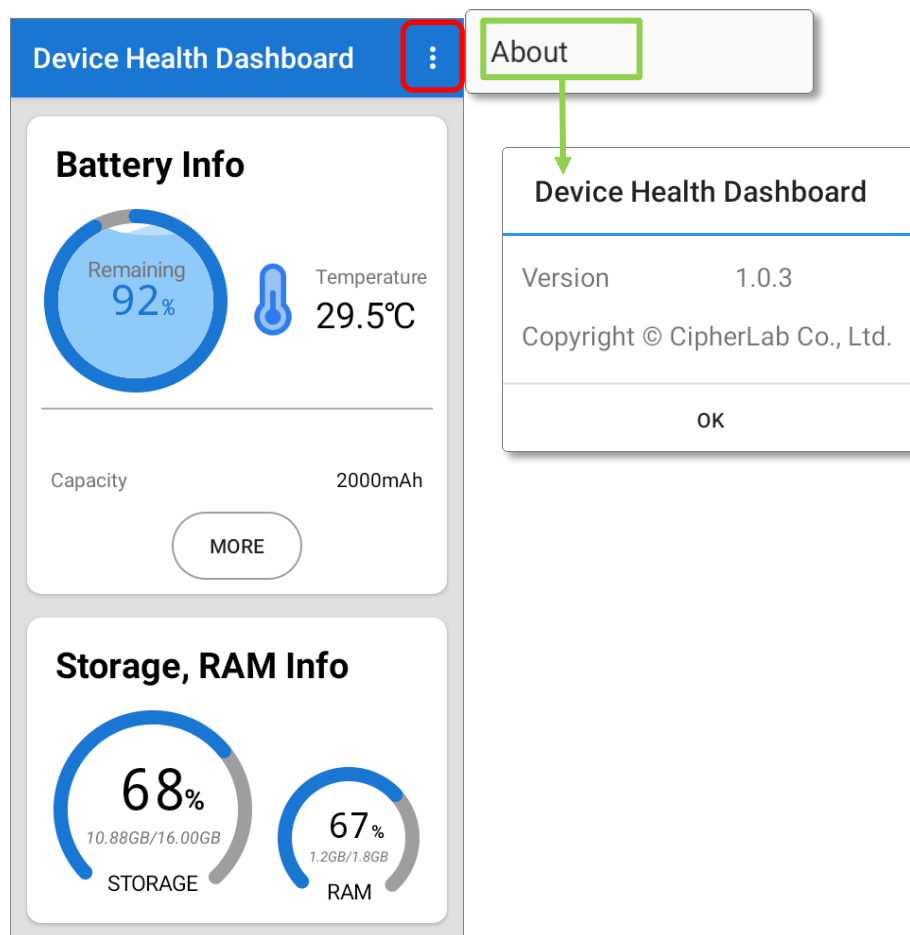 Device Health Dashboard
About
Battery Info
Remaining
92%
Temperature
29.5℃
Capacity 2000mAh
MORE
Storage, RAM Info
68%
10.88GB/16.00GB
STORAGE
67%
1.2GB/1.8GB
RAM
Device Health Dashboard
Version 1.0.3
Copyright © CipherLab Co., Ltd.
OK